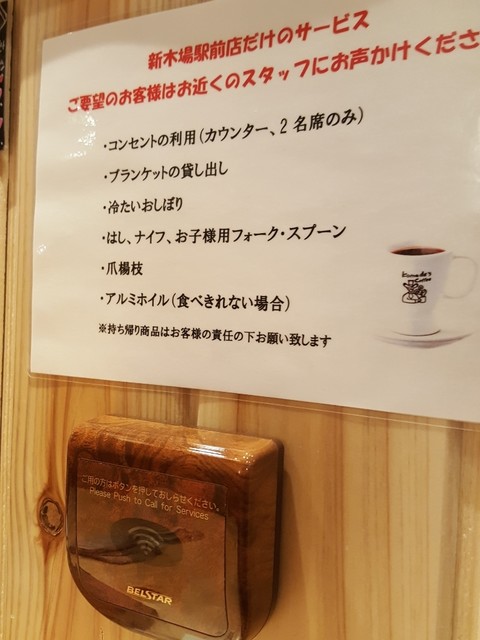 新木場駅前店だけのサービス
ご要望のお客様はお近くのスタッフにお声かけくださ
・コンセントの利用(カウンター、2名席のみ)
・ブランケットの貸し出し
・冷たいおしぼり
・はし、ナイフ、お子様用フォーク・スプーン
・爪楊枝
・アルミホイル(食べきれない場合)
※持ち帰り商品はお客様の責任の下お願い致します
Komeda's
Coffee
ご用の方はボタンを押しておしらせください。
Please Push to Call for Services
BELSTAR